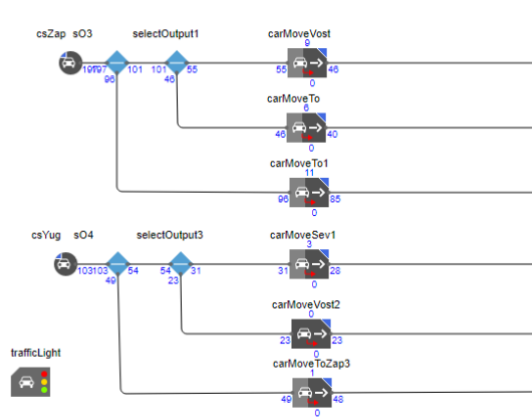 csZap sO3 selectOutput1 carMoveVost
9
197 197 101 101 55 55 46
96 46 0
carMoveTo
6
46 40
0
carMoveTo1
11
96 85
0
csYug sO4 selectOutput3 carMoveSev1
3
103 103 54 54 31 31 28
49 23 0
carMoveVost2
0
23 23
0
trafficLight carMoveToZap3
1
49 48
0